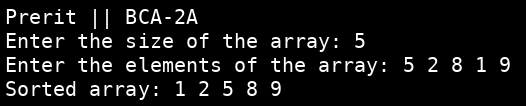 Prerit || BCA-2A
Enter the size of the array: 5
Enter the elements of the array: 5 2 8 1 9
Sorted array: 1 2 5 8 9